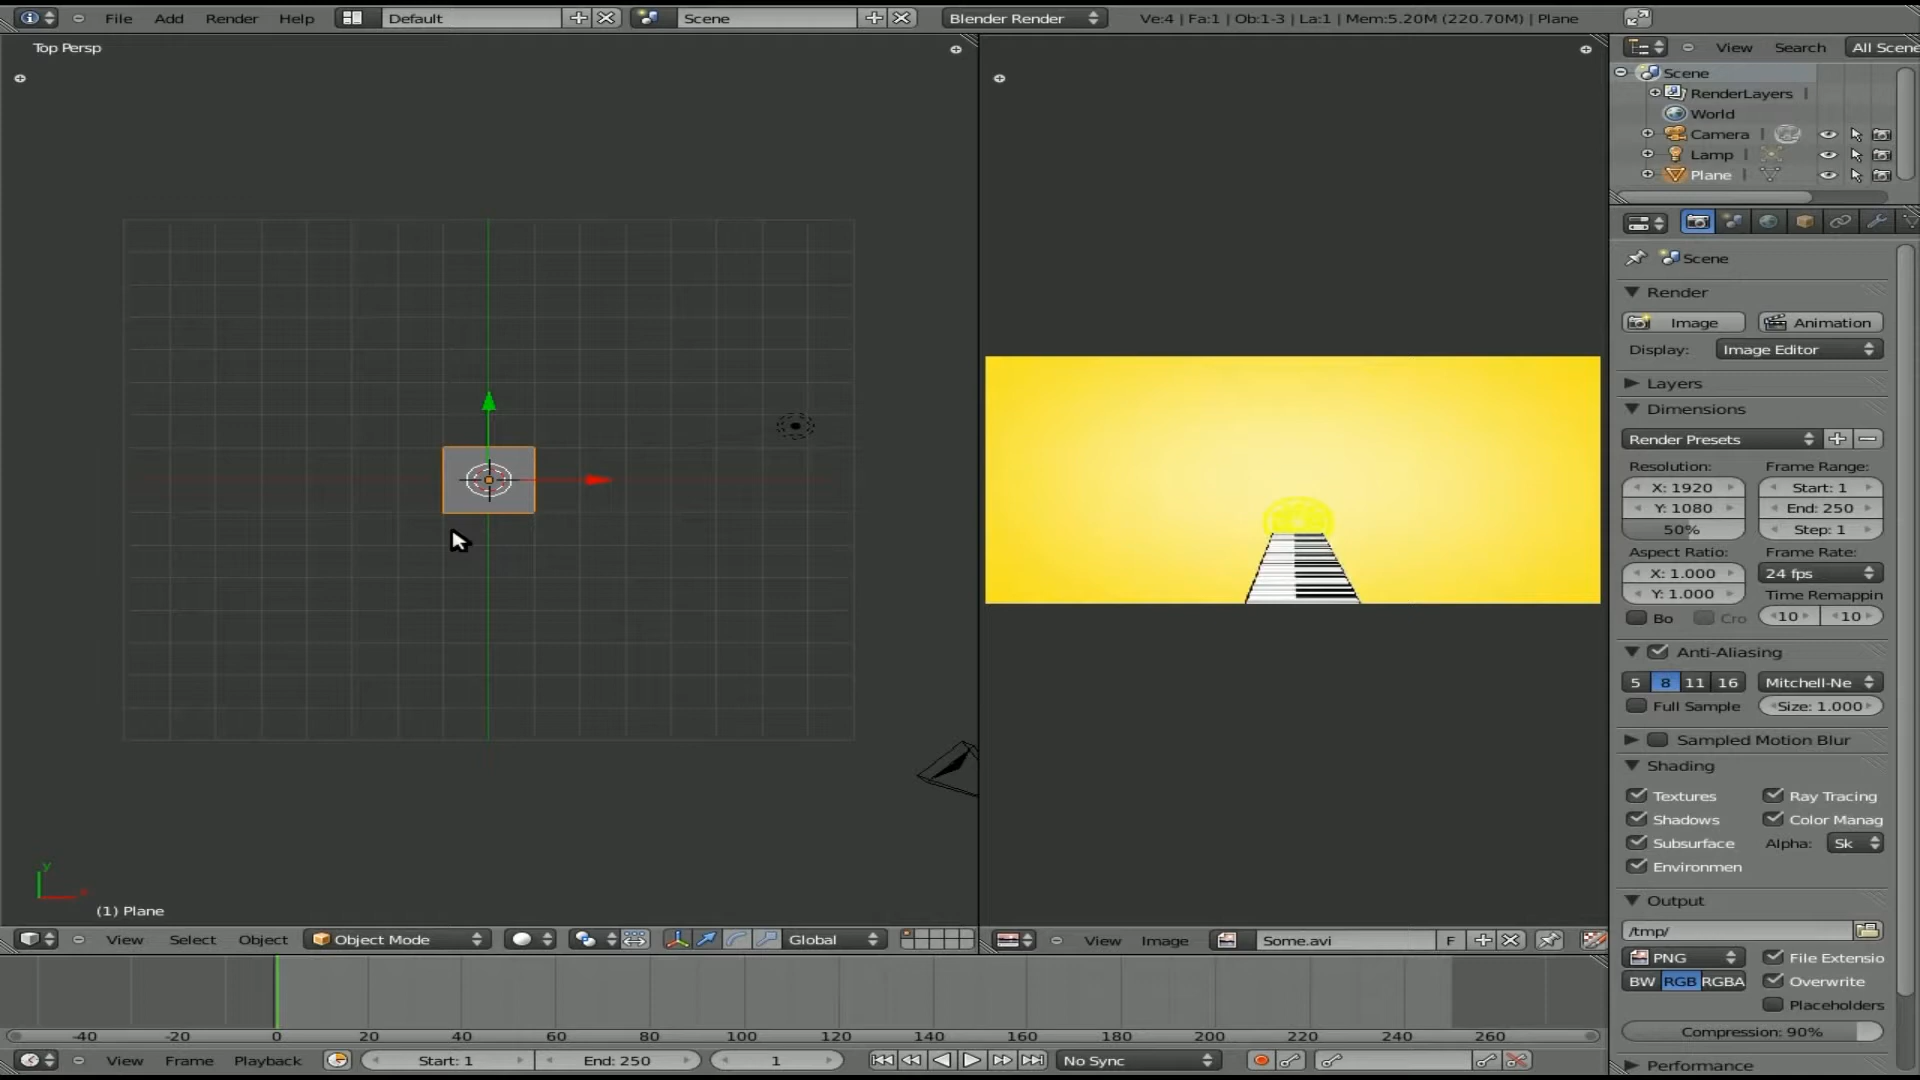 File Add Render Help Default Scene Blender Render Ve:4 | Fa:1 | Ob:1-3 | La:1 | Mem:5.20M (220.70M) | Plane
Top Persp
View Search All Scene
Scene
RenderLayers
World
Camera
Lamp
Plane
Scene
Render
Image Animation
Display: Image Editor
Layers
Dimensions
Render Presets
Resolution: Frame Range:
X: 1920 Start: 1
Y: 1080 End: 250
50% Step: 1
Aspect Ratio: Frame Rate:
X: 1.000 24 fps
Y: 1.000 Time Remappin
Bo Cro 10 10
Anti-Aliasing
5 8 11 16 Mitchell-Ne
Full Sample Size: 1.000
Sampled Motion Blur
Shading
Textures Ray Tracing
Shadows Color Manag
Subsurface Alpha: Sk
Environmen
Output
/tmp/
PNG File Extensio
BW RGB RGBA Overwrite
Placeholders
Compression: 90%
Performance
y
(1) Plane
View Select Object Object Mode Global
View Image Some.avi F
-40 -20 0 20 40 60 80 100 120 140 160 180 200 220 240 260
View Frame Playback Start: 1 End: 250 1 No Sync